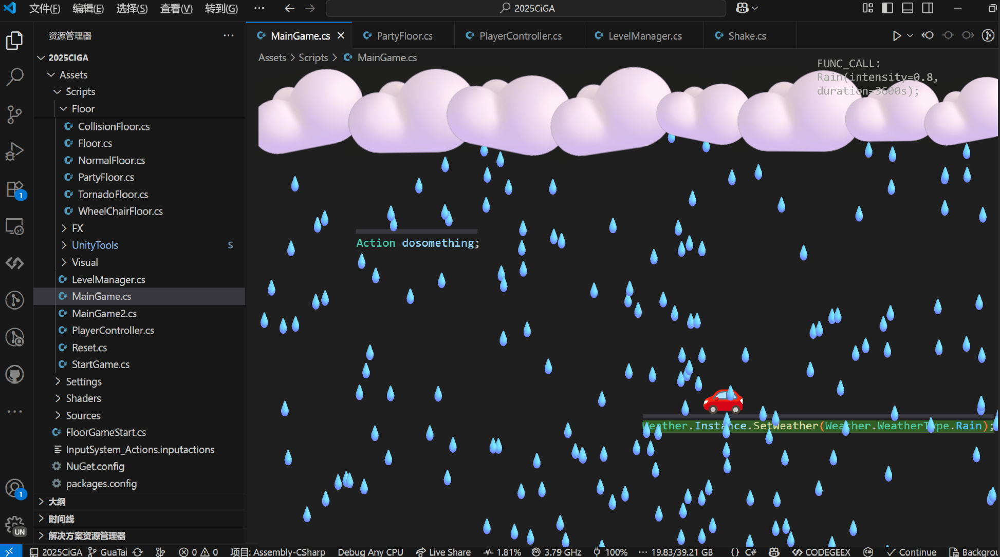 文件(F) 编辑(E) 选择(S) 查看(V) 转到(G) ··· 2025CiGA
资源管理器 ···
MainGame.cs PartyFloor.cs PlayerController.cs LevelManager.cs Shake.cs
Assets > Scripts > MainGame.cs
2025CIGA
Assets
Scripts
Floor
CollisionFloor.cs
Floor.cs
NormalFloor.cs
PartyFloor.cs
TornadoFloor.cs
WheelChairFloor.cs
FX
UnityTools S
Visual
LevelManager.cs
MainGame.cs
MainGame2.cs
PlayerController.cs
Reset.cs
StartGame.cs
Settings
Shaders
Sources
FloorGameStart.cs
InputSystem_Actions.inputactions
NuGet.config
packages.config
大纲
时间线
解决方案资源管理器
1
1
UN
FUNC_CALL:
Rain(intensity=0.8,
duration=3600s);
Action dosomething;
Weather.Instance.SetWeather(Weather.WeatherType.Rain);
2025CiGA GuaTai 0 0 项目: Assembly-CSharp Debug Any CPU Live Share 1.81% 3.79 GHz 100% 19.83/39.21 GB {} C# CODEGEEX Continue Backgrou